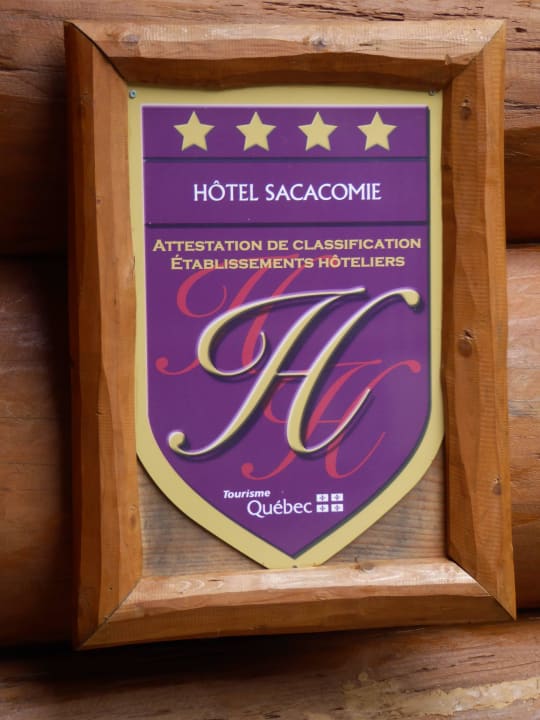 HÔTEL SACACOMIE
ATTESTATION DE CLASSIFICATION
ÉTABLISSEMENTS HÔTELIERS
H
H
H
Tourisme
Québec